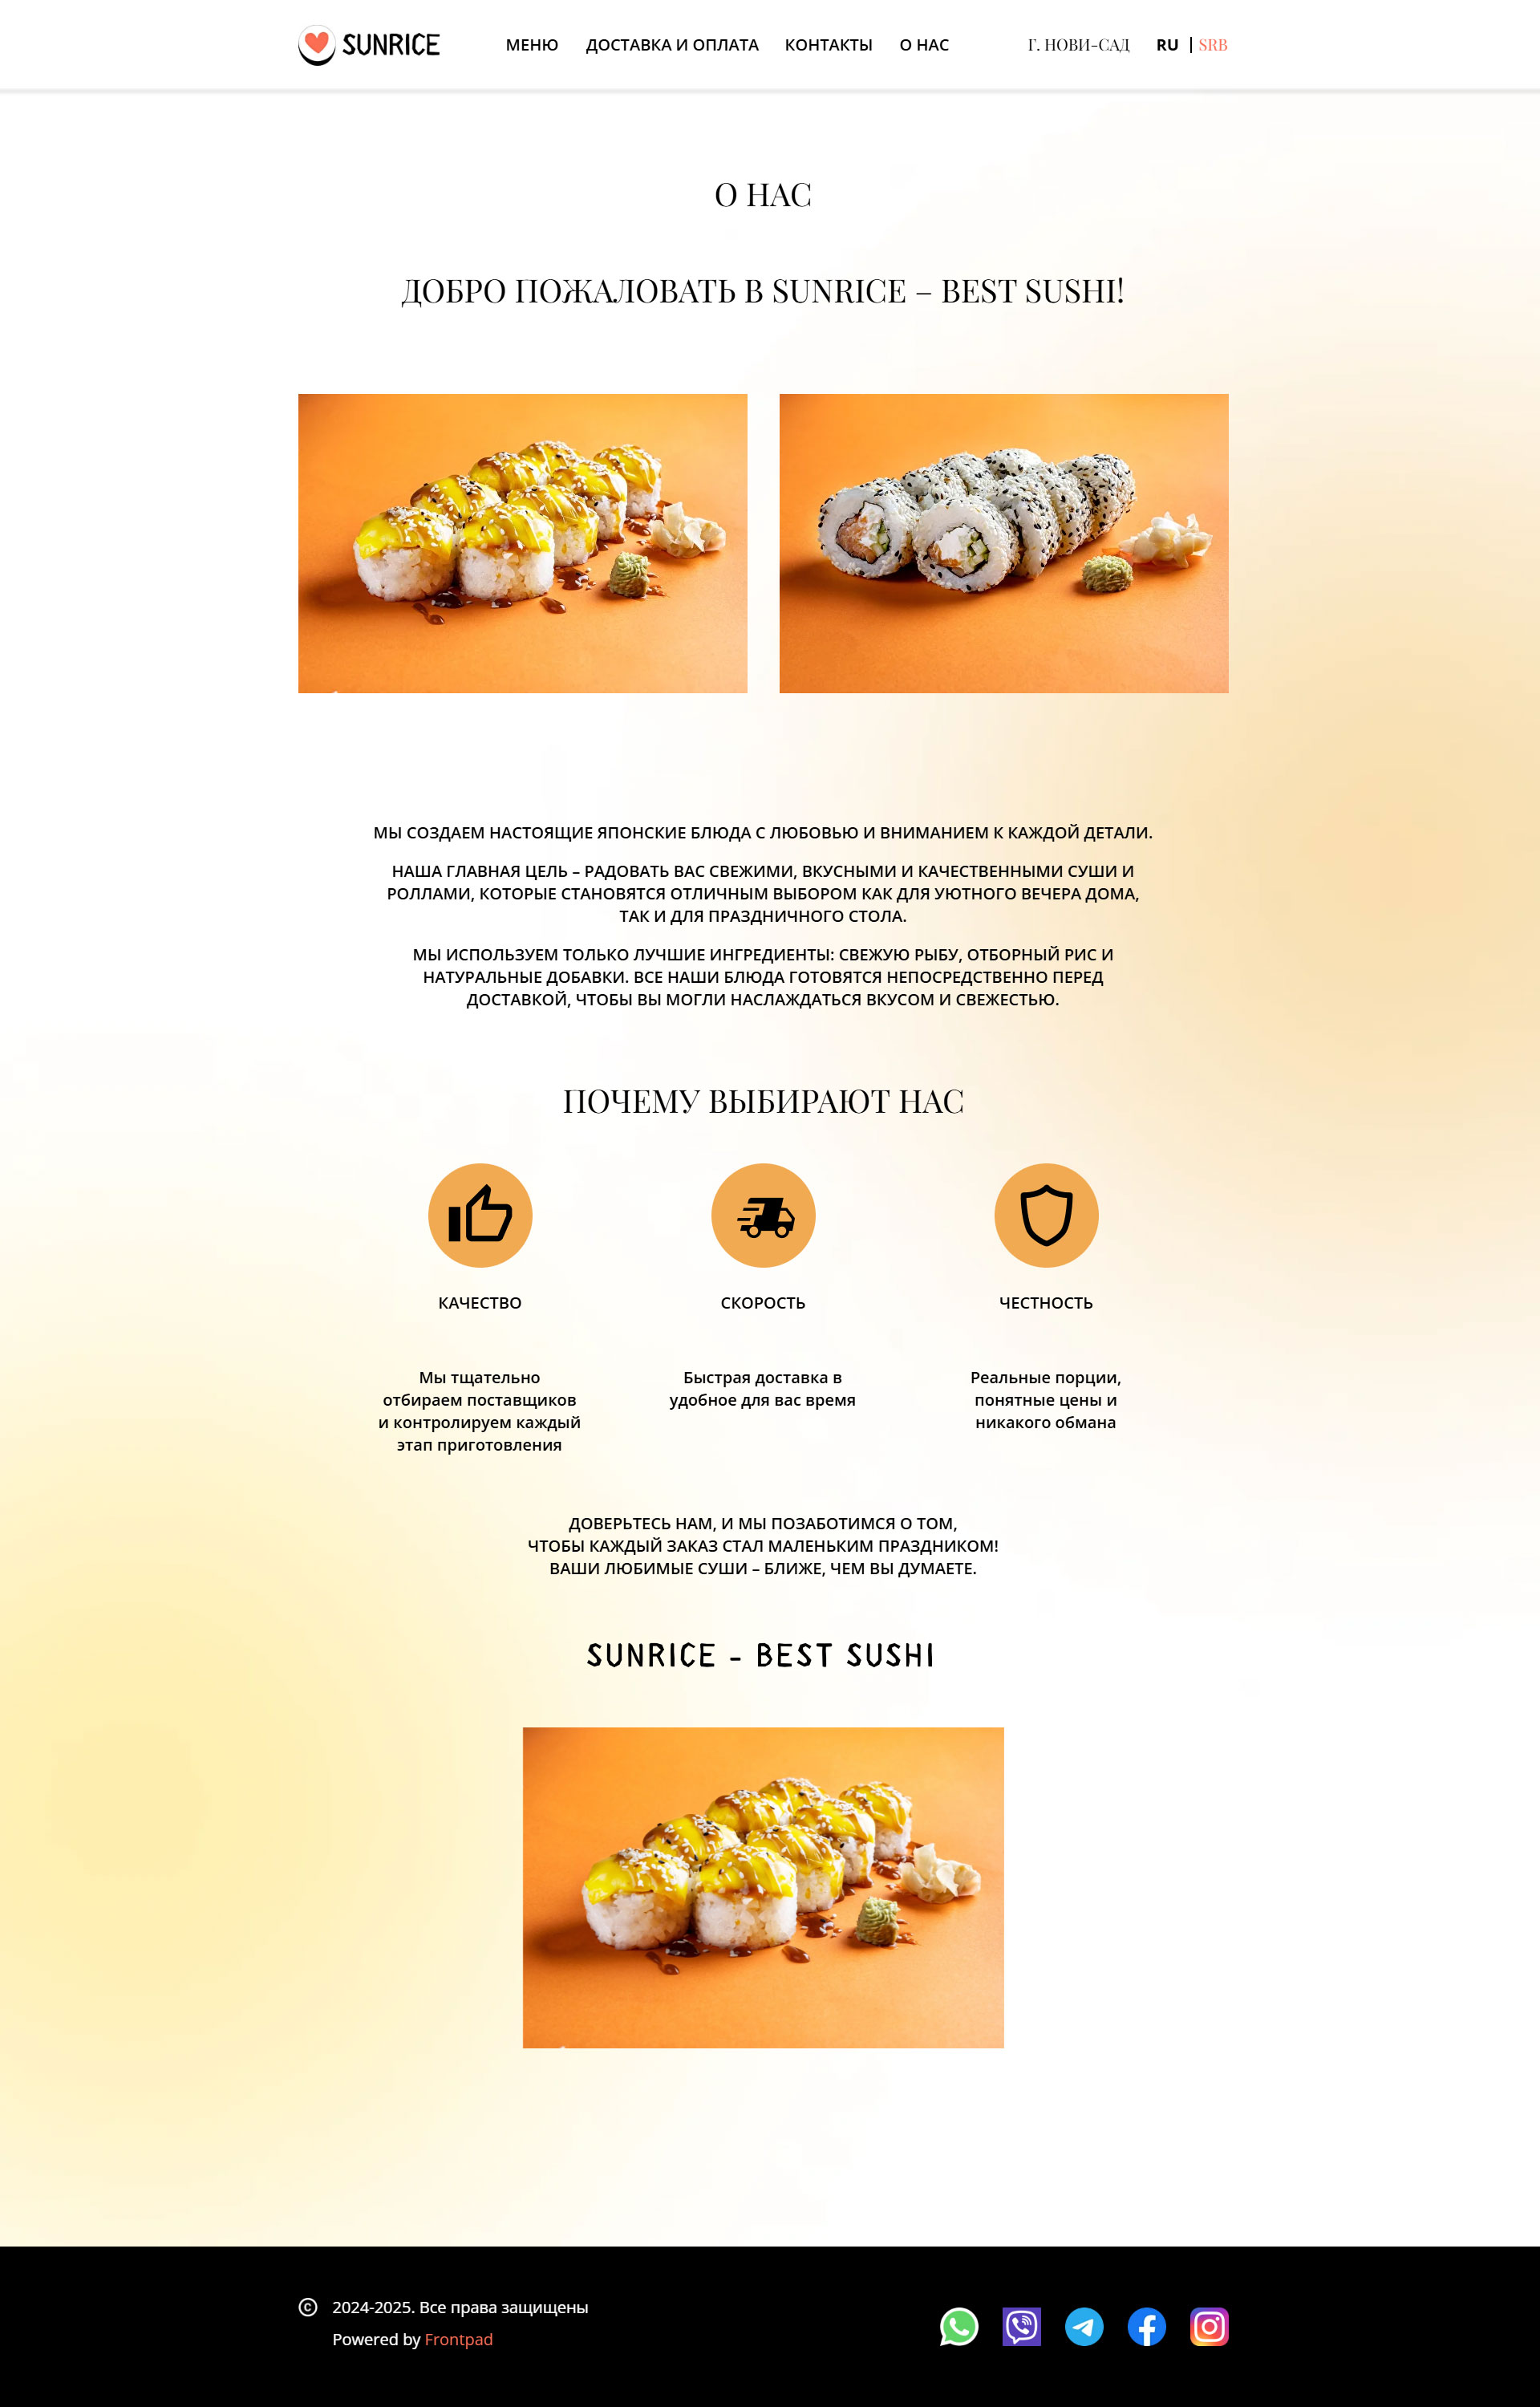 SUNRICE
МЕНЮ ДОСТАВКА И ОПЛАТА КОНТАКТЫ О НАС
Г. НОВИ-САД RU | SRB
О НАС
ДОБРО ПОЖАЛОВАТЬ В SUNRICE – BEST SUSHI!
МЫ СОЗДАЕМ НАСТОЯЩИЕ ЯПОНСКИЕ БЛЮДА С ЛЮБОВЬЮ И ВНИМАНИЕМ К КАЖДОЙ ДЕТАЛИ.
НАША ГЛАВНАЯ ЦЕЛЬ – РАДОВАТЬ ВАС СВЕЖИМИ, ВКУСНЫМИ И КАЧЕСТВЕННЫМИ СУШИ И
РОЛЛАМИ, КОТОРЫЕ СТАНОВЯТСЯ ОТЛИЧНЫМ ВЫБОРОМ КАК ДЛЯ УЮТНОГО ВЕЧЕРА ДОМА,
ТАК И ДЛЯ ПРАЗДНИЧНОГО СТОЛА.
МЫ ИСПОЛЬЗУЕМ ТОЛЬКО ЛУЧШИЕ ИНГРЕДИЕНТЫ: СВЕЖУЮ РЫБУ, ОТБОРНЫЙ РИС И
НАТУРАЛЬНЫЕ ДОБАВКИ. ВСЕ НАШИ БЛЮДА ГОТОВЯТСЯ НЕПОСРЕДСТВЕННО ПЕРЕД
ДОСТАВКОЙ, ЧТОБЫ ВЫ МОГЛИ НАСЛАЖДАТЬСЯ ВКУСОМ И СВЕЖЕСТЬЮ.
ПОЧЕМУ ВЫБИРАЮТ НАС
КАЧЕСТВО
Мы тщательно
отбираем поставщиков
и контролируем каждый
этап приготовления
СКОРОСТЬ
Быстрая доставка в
удобное для вас время
ЧЕСТНОСТЬ
Реальные порции,
понятные цены и
никакого обмана
ДОВЕРЬТЕСЬ НАМ, И МЫ ПОЗАБОТИМСЯ О ТОМ,
ЧТОБЫ КАЖДЫЙ ЗАКАЗ СТАЛ МАЛЕНЬКИМ ПРАЗДНИКОМ!
ВАШИ ЛЮБИМЫЕ СУШИ – БЛИЖЕ, ЧЕМ ВЫ ДУМАЕТЕ.
SUNRICE - BEST SUSHI
© 2024-2025. Все права защищены
Powered by Frontpad